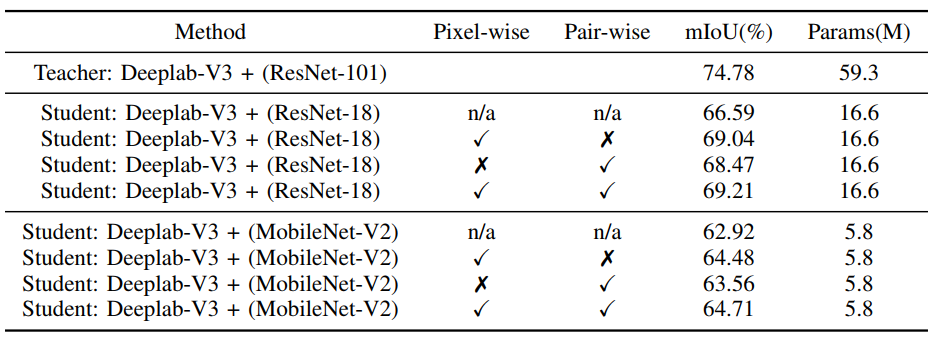 Method Pixel-wise Pair-wise mIoU(%) Params(M)
Teacher: Deeplab-V3 + (ResNet-101) 74.78 59.3
Student: Deeplab-V3 + (ResNet-18) n/a n/a 66.59 16.6
Student: Deeplab-V3 + (ResNet-18) ✓ ✗ 69.04 16.6
Student: Deeplab-V3 + (ResNet-18) ✗ ✓ 68.47 16.6
Student: Deeplab-V3 + (ResNet-18) ✓ ✓ 69.21 16.6
Student: Deeplab-V3 + (MobileNet-V2) n/a n/a 62.92 5.8
Student: Deeplab-V3 + (MobileNet-V2) ✓ ✗ 64.48 5.8
Student: Deeplab-V3 + (MobileNet-V2) ✗ ✓ 63.56 5.8
Student: Deeplab-V3 + (MobileNet-V2) ✓ ✓ 64.71 5.8